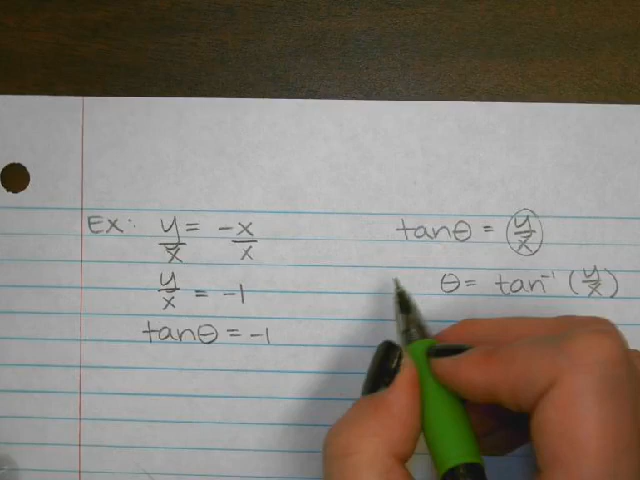 Ex: y/x = -x/x
y/x = -1
tanθ = -1
tanθ = y/x
θ = tan⁻¹ (y/x)